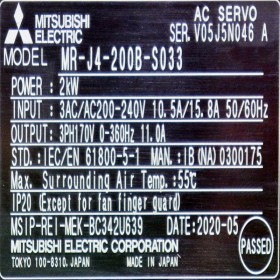 MITSUBISHI
ELECTRIC
AC SERVO
SER. V05J5N046 A
MODEL MR-J4-200B-S033
POWER : 2kW
INPUT : 3AC/AC200-240V 10.5A/15.8A 50/60Hz
OUTPUT: 3PH170V 0-360Hz 11.0A
STD.: IEC/EN 61800-5-1 MAN.: IB(NA)0300175
Max. Surrounding Air Temp.:55℃
IP20 (Except for fan finger guard)
MSIP-REI-MEK-BC342U639 DATE:2020-05
MITSUBISHI ELECTRIC CORPORATION
TOKYO 100-8310, JAPAN MADE IN JAPAN
PASSED